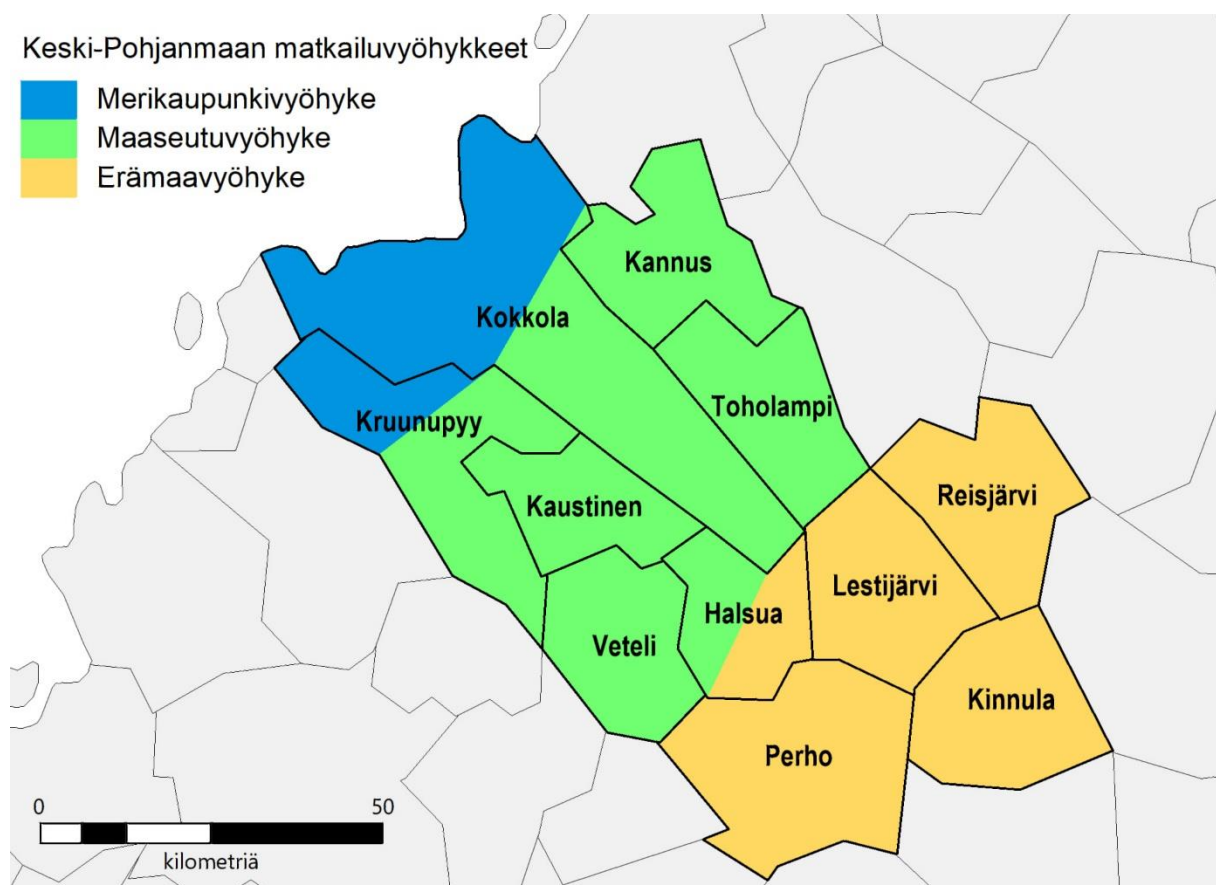 Keski-Pohjanmaan matkailuvyöhykkeet
Merikaupunkivyöhyke
Maaseutuvyöhyke
Erämaavyöhyke
Kannus
Kokkola
Toholampi
Kruunupyy
Reisjärvi
Kaustinen
Lestijärvi
Halsua
Veteli
Kinnula
Perho
0 50
kilometriä